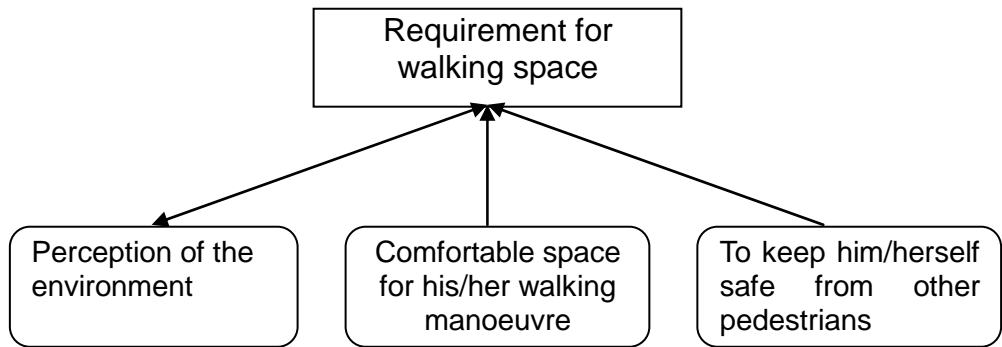 Requirement for
walking space
Perception of the
environment
Comfortable space
for his/her walking
manoeuvre
To keep him/herself
safe from other
pedestrians